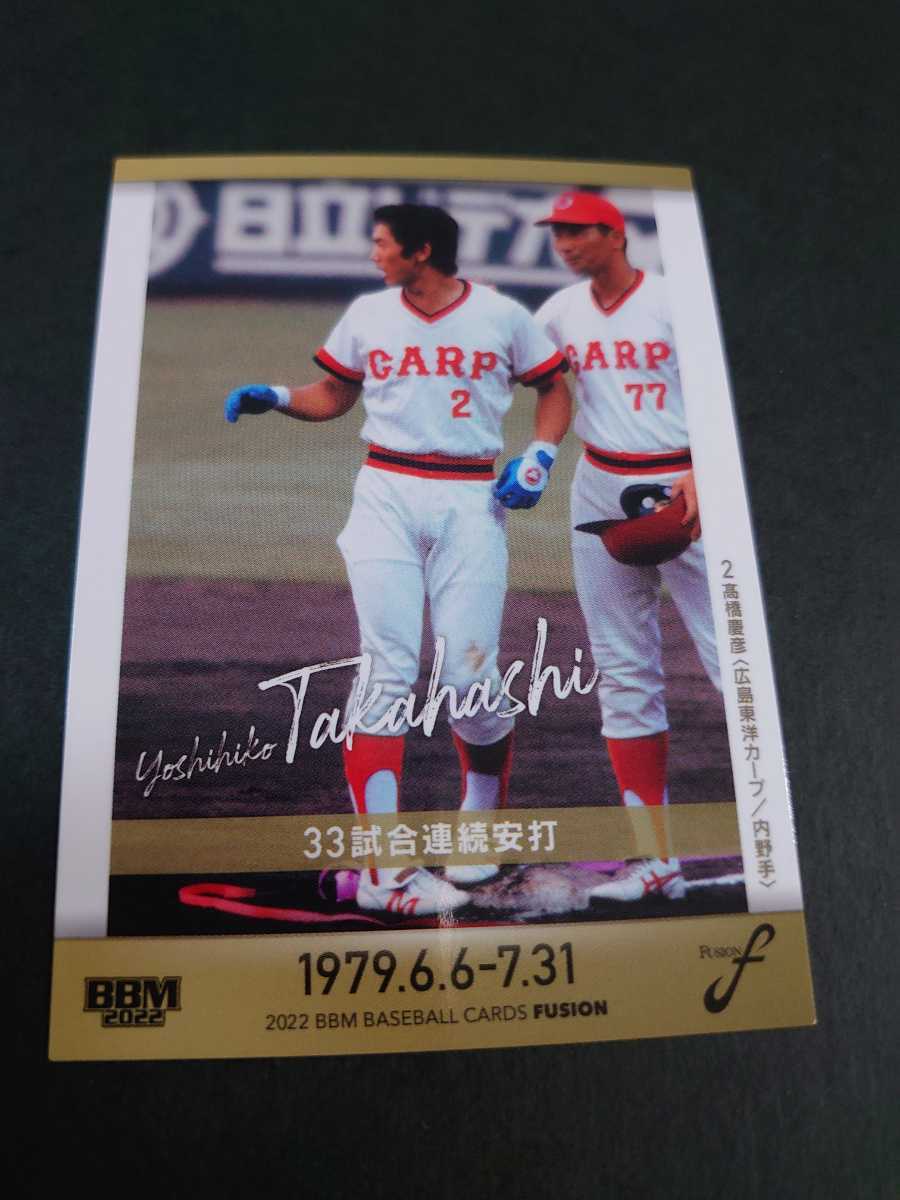 日立
CARP
2
CARP
77
Yoshihiko Takahashi
33試合連続安打
2 高橋慶彦〈広島東洋カープ/内野手〉
1979.6.6-7.31
2022 BBM BASEBALL CARDS FUSION
BBM
2022
FUSION
f